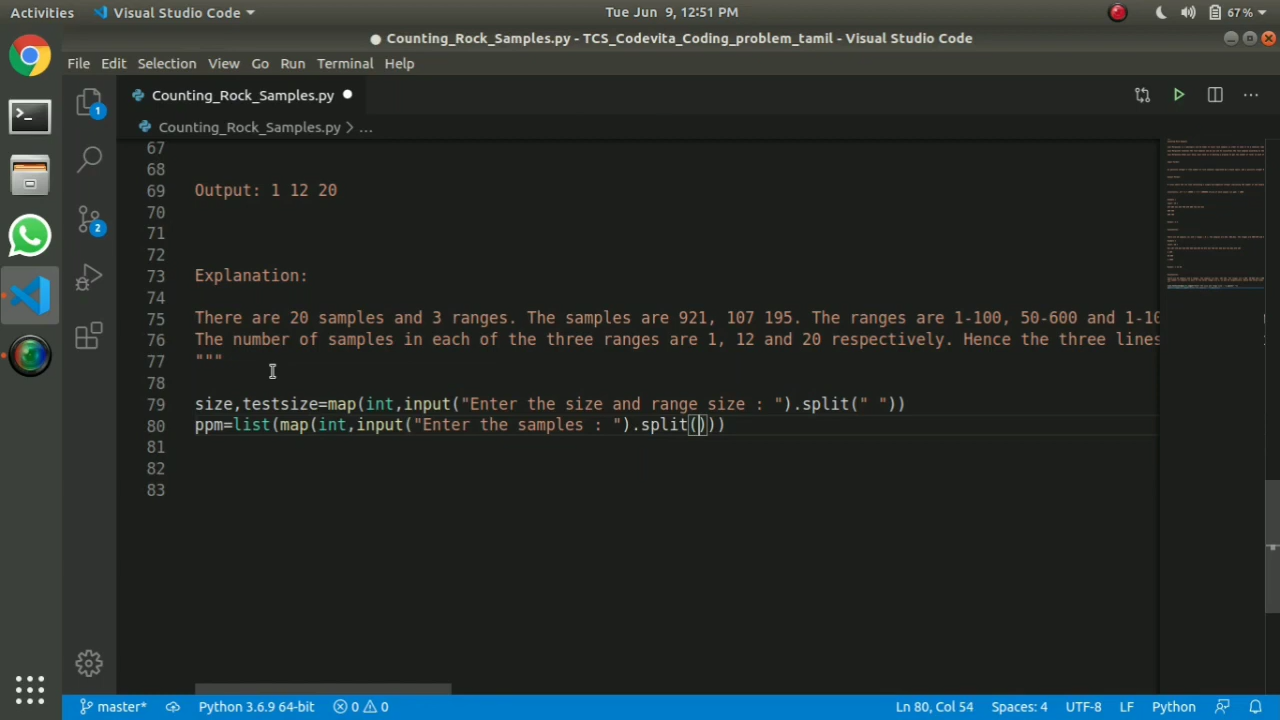 Activities Visual Studio Code Tue Jun 9, 12:51 PM 67%
Counting_Rock_Samples.py - TCS_Codevita_Coding_problem_tamil - Visual Studio Code
File Edit Selection View Go Run Terminal Help
1 Counting_Rock_Samples.py
Counting_Rock_Samples.py > ...
67
68
69 Output: 1 12 20
70
71
2
72
73 Explanation:
74
75 There are 20 samples and 3 ranges. The samples are 921, 107 195. The ranges are 1-100, 50-600 and 1-10
76 The number of samples in each of the three ranges are 1, 12 and 20 respectively. Hence the three lines
77 """
78
79 size,testsize=map(int,input("Enter the size and range size : ").split(" "))
80 ppm=list(map(int,input("Enter the samples : ").split()))
81
82
83
master* Python 3.6.9 64-bit 0 0 Ln 80, Col 54 Spaces: 4 UTF-8 LF Python